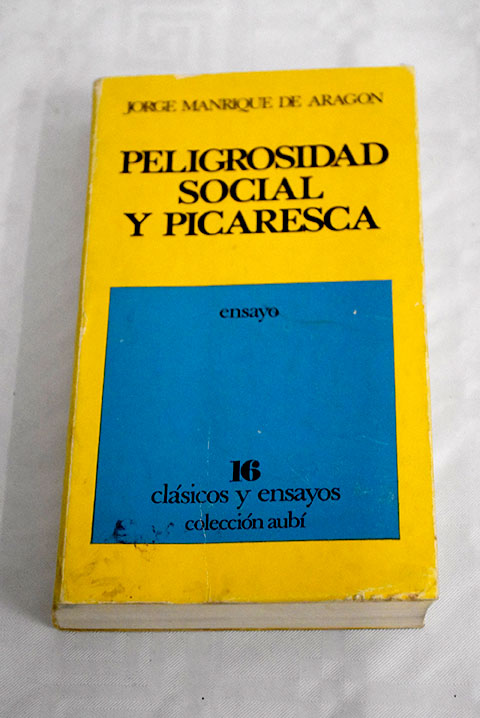 JORGE MANRIQUE DE ARAGON
PELIGROSIDAD
SOCIAL
Y PICARESCA
ensayo
16
clásicos y ensayos
colección aubí